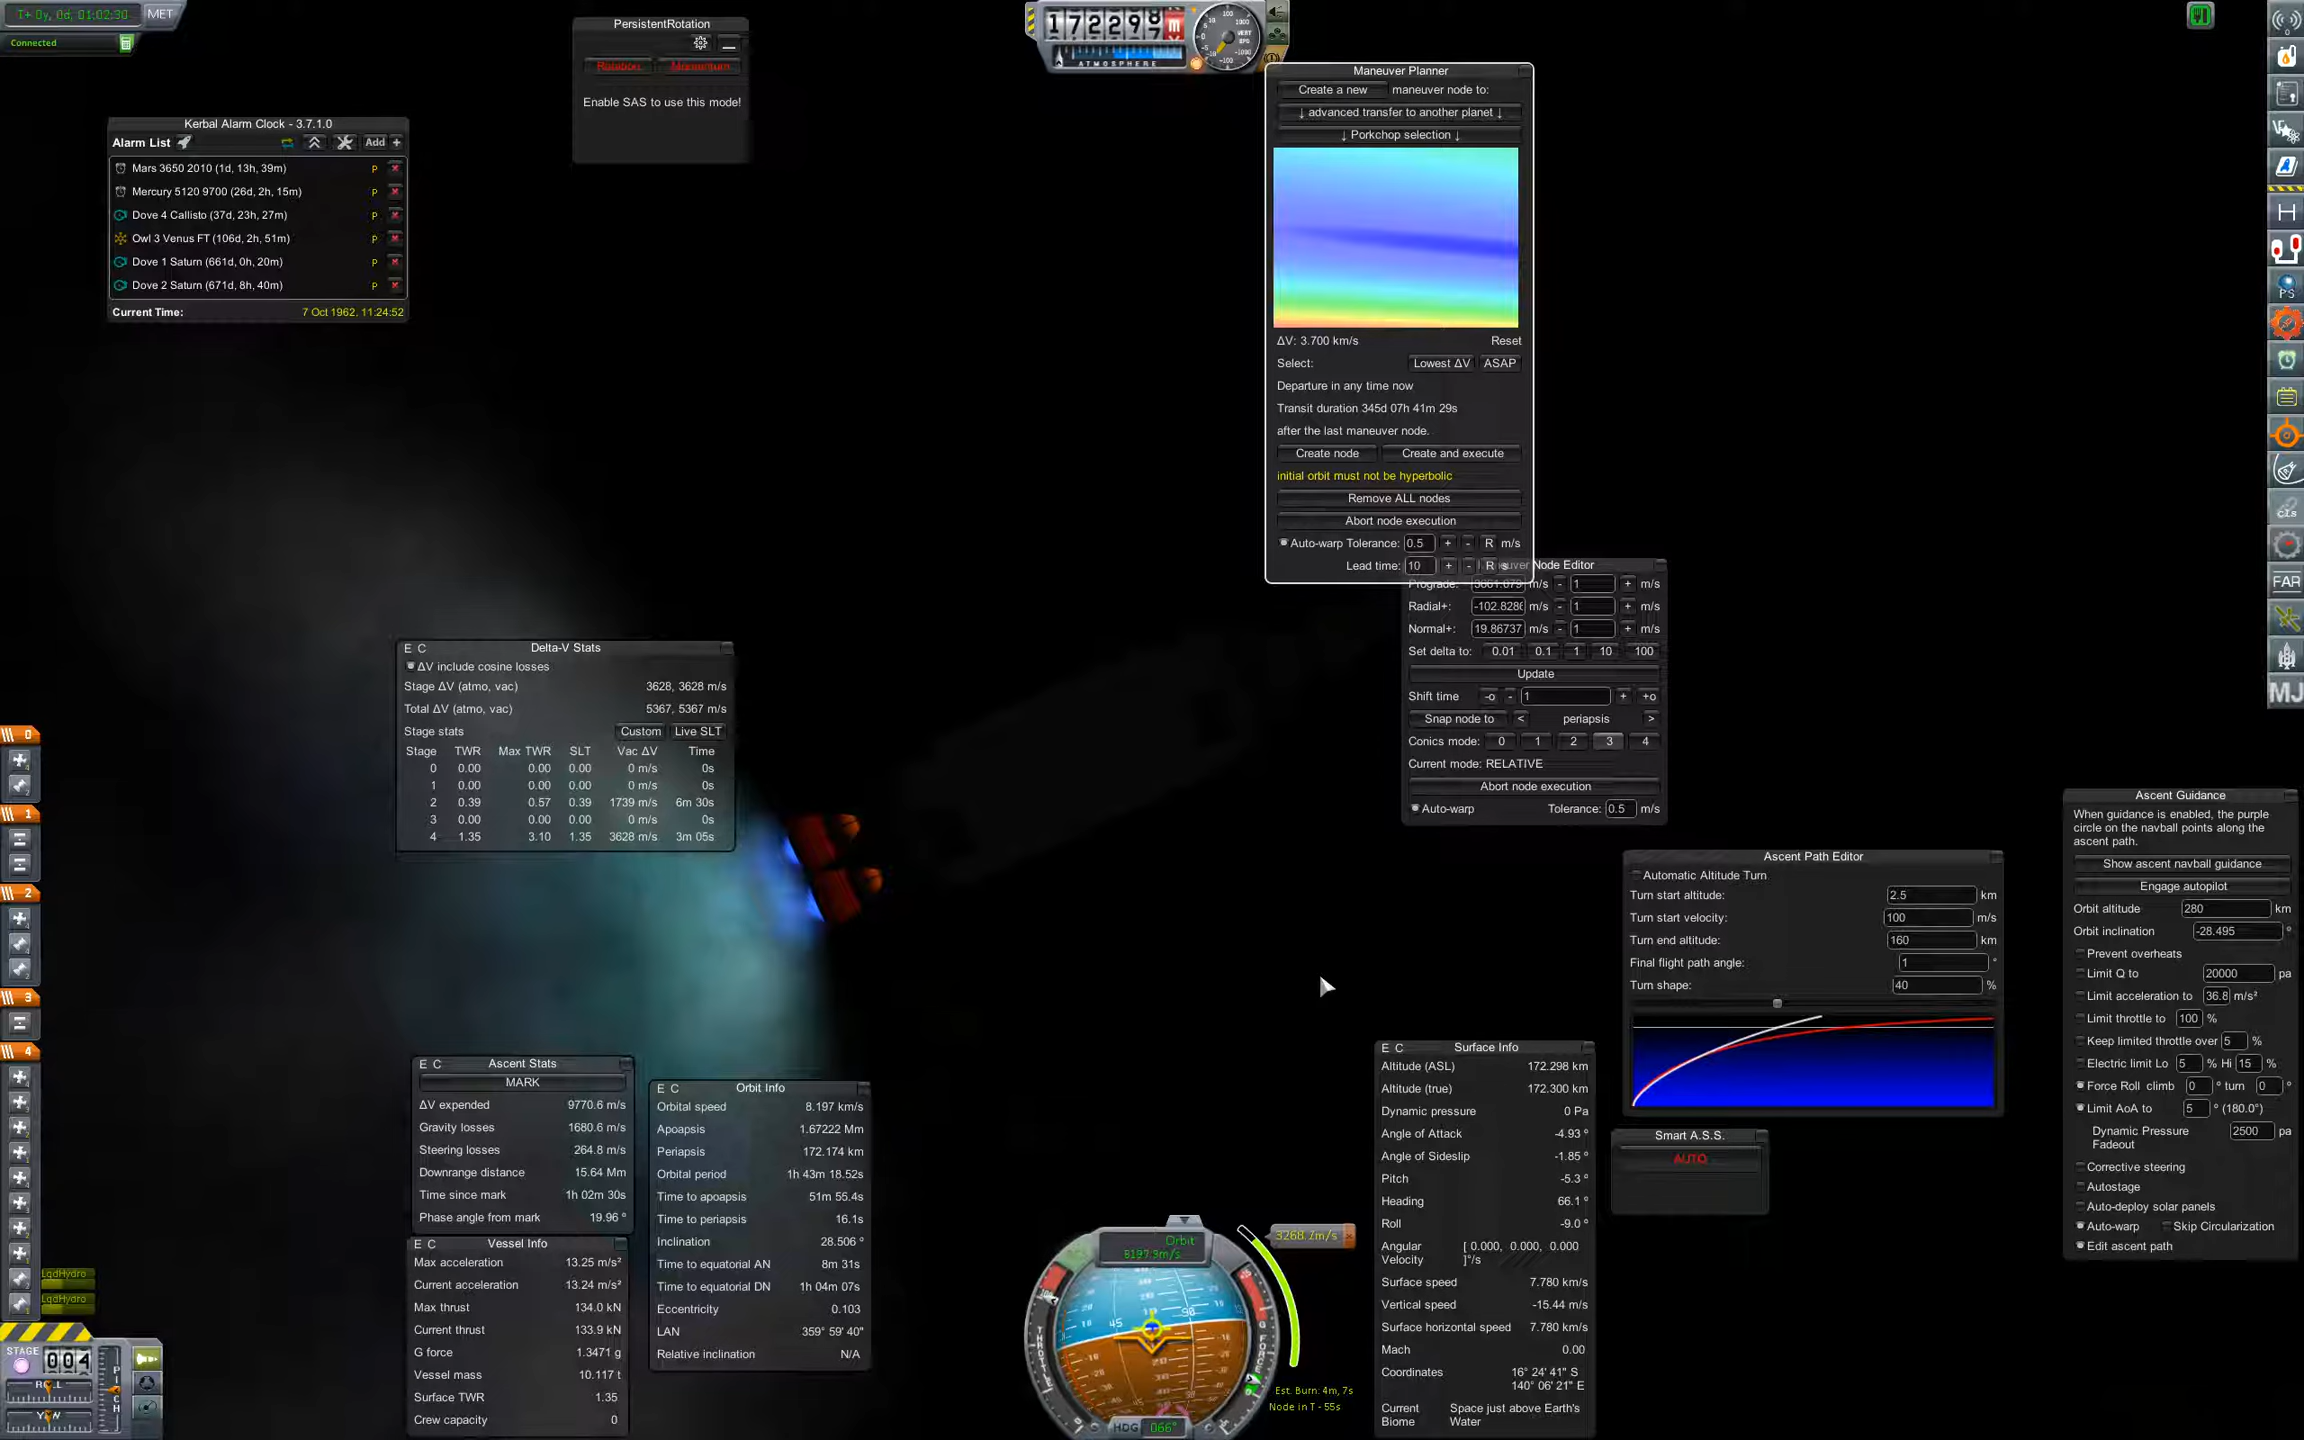 T+ 0y, 0d, 01:02:30 MET
Connected
PersistentRotation
Rotation Momentum
Enable SAS to use this mode!
Kerbal Alarm Clock - 3.7.1.0
Alarm List Add +
Mars 3650 2010 (1d, 13h, 39m) P
Mercury 5120 9700 (26d, 2h, 15m) P
Dove 4 Callisto (37d, 23h, 27m) P
Owl 3 Venus FT (106d, 2h, 51m) P
Dove 1 Saturn (661d, 0h, 20m) P
Dove 2 Saturn (671d, 8h, 40m) P
Current Time: 7 Oct 1962, 11:24:52
ATMOSPHERE
Maneuver Planner
Create a new maneuver node to:
↓ advanced transfer to another planet ↓
↓ Porkchop selection ↓
ΔV: 3.700 km/s Reset
Select: Lowest ΔV ASAP
Departure in any time now
Transit duration 345d 07h 41m 29s
after the last maneuver node.
Create node Create and execute
initial orbit must not be hyperbolic
Remove ALL nodes
Abort node execution
Auto-warp Tolerance: 0.5 + - R m/s
Lead time: 10 + - R s
Node Editor
Prograde: m/s - 1 + m/s
Radial+: -102.828 m/s - 1 + m/s
Normal+: 19.86737 m/s - 1 + m/s
Set delta to: 0.01 0.1 1 10 100
Update
Shift time -o - 1 + +o
Snap node to < periapsis >
Conics mode: 0 1 2 3 4
Current mode: RELATIVE
Abort node execution
Auto-warp Tolerance: 0.5 m/s
E C Delta-V Stats
ΔV include cosine losses
Stage ΔV (atmo, vac) 3628, 3628 m/s
Total ΔV (atmo, vac) 5367, 5367 m/s
Stage stats Custom Live SLT
Stage TWR Max TWR SLT Vac ΔV Time
0 0.00 0.00 0.00 0 m/s 0s
1 0.00 0.00 0.00 0 m/s 0s
2 0.39 0.57 0.39 1739 m/s 6m 30s
3 0.00 0.00 0.00 0 m/s 0s
4 1.35 3.10 1.35 3628 m/s 3m 05s
Ascent Guidance
When guidance is enabled, the purple
circle on the navball points along the
ascent path.
Show ascent navball guidance
Engage autopilot
Orbit altitude 280 km
Orbit inclination -28.495 °
Prevent overheats
Limit Q to 20000 pa
Limit acceleration to 36.8 m/s²
Limit throttle to 100 %
Keep limited throttle over 5 %
Electric limit Lo 5 % Hi 15 %
Force Roll climb 0 ° turn 0 °
Limit AoA to 5 ° (180.0°)
Dynamic Pressure 2500 pa
Fadeout
Corrective steering
Autostage
Auto-deploy solar panels
Auto-warp Skip Circularization
Edit ascent path
Ascent Path Editor
Automatic Altitude Turn
Turn start altitude: 2.5 km
Turn start velocity: 100 m/s
Turn end altitude: 160 km
Final flight path angle: 1 °
Turn shape: 40 %
Smart A.S.S.
AUTO
E C Ascent Stats
MARK
ΔV expended 9770.6 m/s
Gravity losses 1680.6 m/s
Steering losses 264.8 m/s
Downrange distance 15.64 Mm
Time since mark 1h 02m 30s
Phase angle from mark 19.96 °
E C Vessel Info
Max acceleration 13.25 m/s²
Current acceleration 13.24 m/s²
Max thrust 134.0 kN
Current thrust 133.9 kN
G force 1.3471 g
Vessel mass 10.117 t
Surface TWR 1.35
Crew capacity 0
E C Orbit Info
Orbital speed 8.197 km/s
Apoapsis 1.67222 Mm
Periapsis 172.174 km
Orbital period 1h 43m 18.52s
Time to apoapsis 51m 55.4s
Time to periapsis 16.1s
Inclination 28.506 °
Time to equatorial AN 8m 31s
Time to equatorial DN 1h 04m 07s
Eccentricity 0.103
LAN 359° 59' 40"
Relative inclination N/A
E C Surface Info
Altitude (ASL) 172.298 km
Altitude (true) 172.300 km
Dynamic pressure 0 Pa
Angle of Attack -4.93 °
Angle of Sideslip -1.85 °
Pitch -5.3 °
Heading 66.1 °
Roll -9.0 °
Angular [ 0.000, 0.000, 0.000
Velocity ]°/s
Surface speed 7.780 km/s
Vertical speed -15.44 m/s
Surface horizontal speed 7.780 km/s
Mach 0.00
Coordinates 16° 24' 41" S
140° 06' 21" E
Current Space just above Earth's
Biome Water
Orbit
8197.9m/s
3268.7m/s
Est. Burn: 4m, 7s
Node in T - 55s
HDG 066°
LqdHydro
LqdHydro
STAGE 004
ROLL
YAW
PITCH
0
1
2
3
4
PS
CLS
FAR
MJ